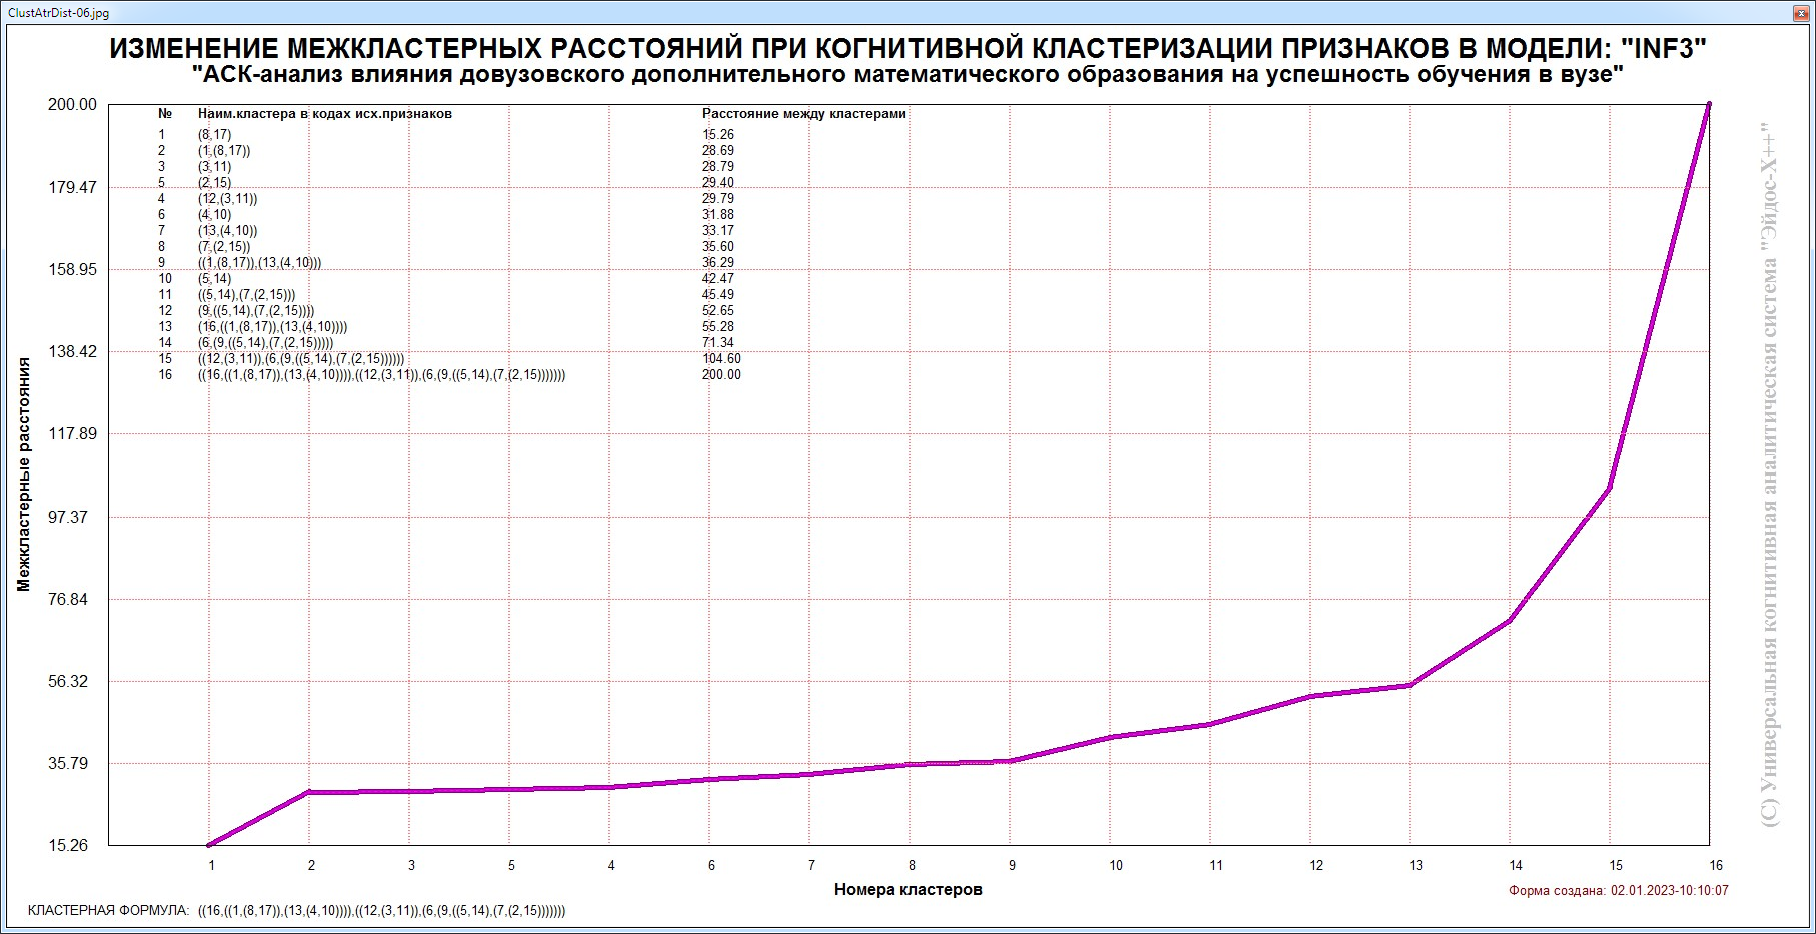 ClustAtrDist-06.jpg
ИЗМЕНЕНИЕ МЕЖКЛАСТЕРНЫХ РАССТОЯНИЙ ПРИ КОГНИТИВНОЙ КЛАСТЕРИЗАЦИИ ПРИЗНАКОВ В МОДЕЛИ: "INF3"
"АСК-анализ влияния довузовского дополнительного математического образования на успешность обучения в вузе"
№ Наим.кластера в кодах исх.признаков Расстояние между кластерами
1 (8,17) 15.26
2 (1,(8,17)) 28.69
3 (3,11) 28.79
5 (2,15) 29.40
4 (12,(3,11)) 29.79
6 (4,10) 31.88
7 (13,(4,10)) 33.17
8 (7,(2,15)) 35.60
9 ((1,(8,17)),(13,(4,10))) 36.29
10 (5,14) 42.47
11 ((5,14),(7,(2,15))) 45.49
12 (9,((5,14),(7,(2,15)))) 52.65
13 (16,((1,(8,17)),(13,(4,10)))) 55.28
14 (6,(9,((5,14),(7,(2,15))))) 71.34
15 ((12,(3,11)),(6,(9,((5,14),(7,(2,15)))))) 104.60
16 ((16,((1,(8,17)),(13,(4,10)))),((12,(3,11)),(6,(9,((5,14),(7,(2,15))))))) 200.00
200.00
179.47
158.95
138.42
117.89
97.37
76.84
56.32
35.79
15.26
Межкластерные расстояния
1 2 3 5 4 6 7 8 9 10 11 12 13 14 15 16
Номера кластеров
Форма создана: 02.01.2023-10:10:07
КЛАСТЕРНАЯ ФОРМУЛА: ((16,((1,(8,17)),(13,(4,10)))),((12,(3,11)),(6,(9,((5,14),(7,(2,15)))))))
(С) Универсальная когнитивная аналитическая система "Эйдос-Х++"